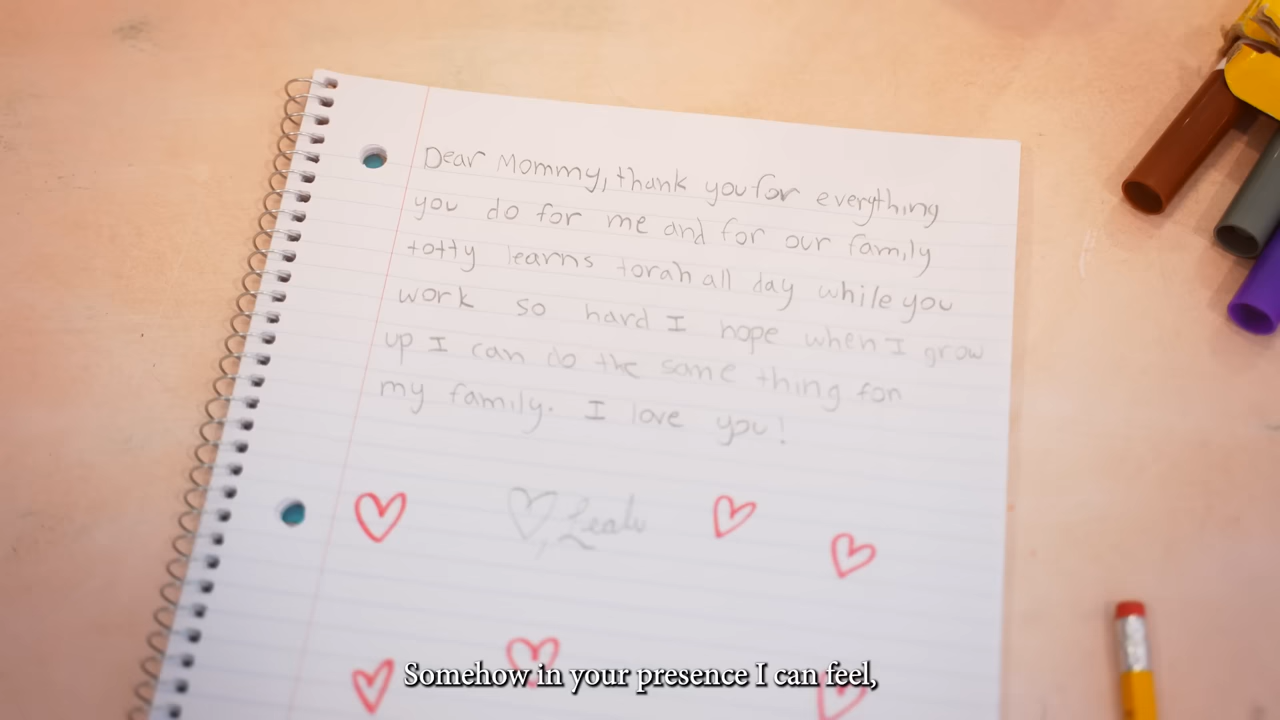 Dear Mommy, thank you for everything
you do for me and for our family
totty learns torah all day while you
work so hard I hope when I grow
up I can do the same thing for
my family. I love you!
Leah
Somehow in your presence I can feel,